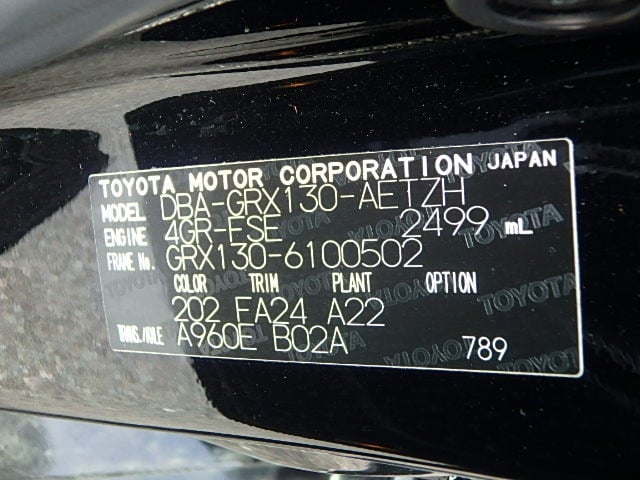 TOYOTA MOTOR CORPORATION JAPAN
MODEL DBA-GRX130-AETZH
ENGINE 4GR-FSE 2499 mL
FRAME No. GRX130-6100502
COLOR TRIM PLANT OPTION
202 FA24 A22
TRANS./AXLE A960E B02A 789